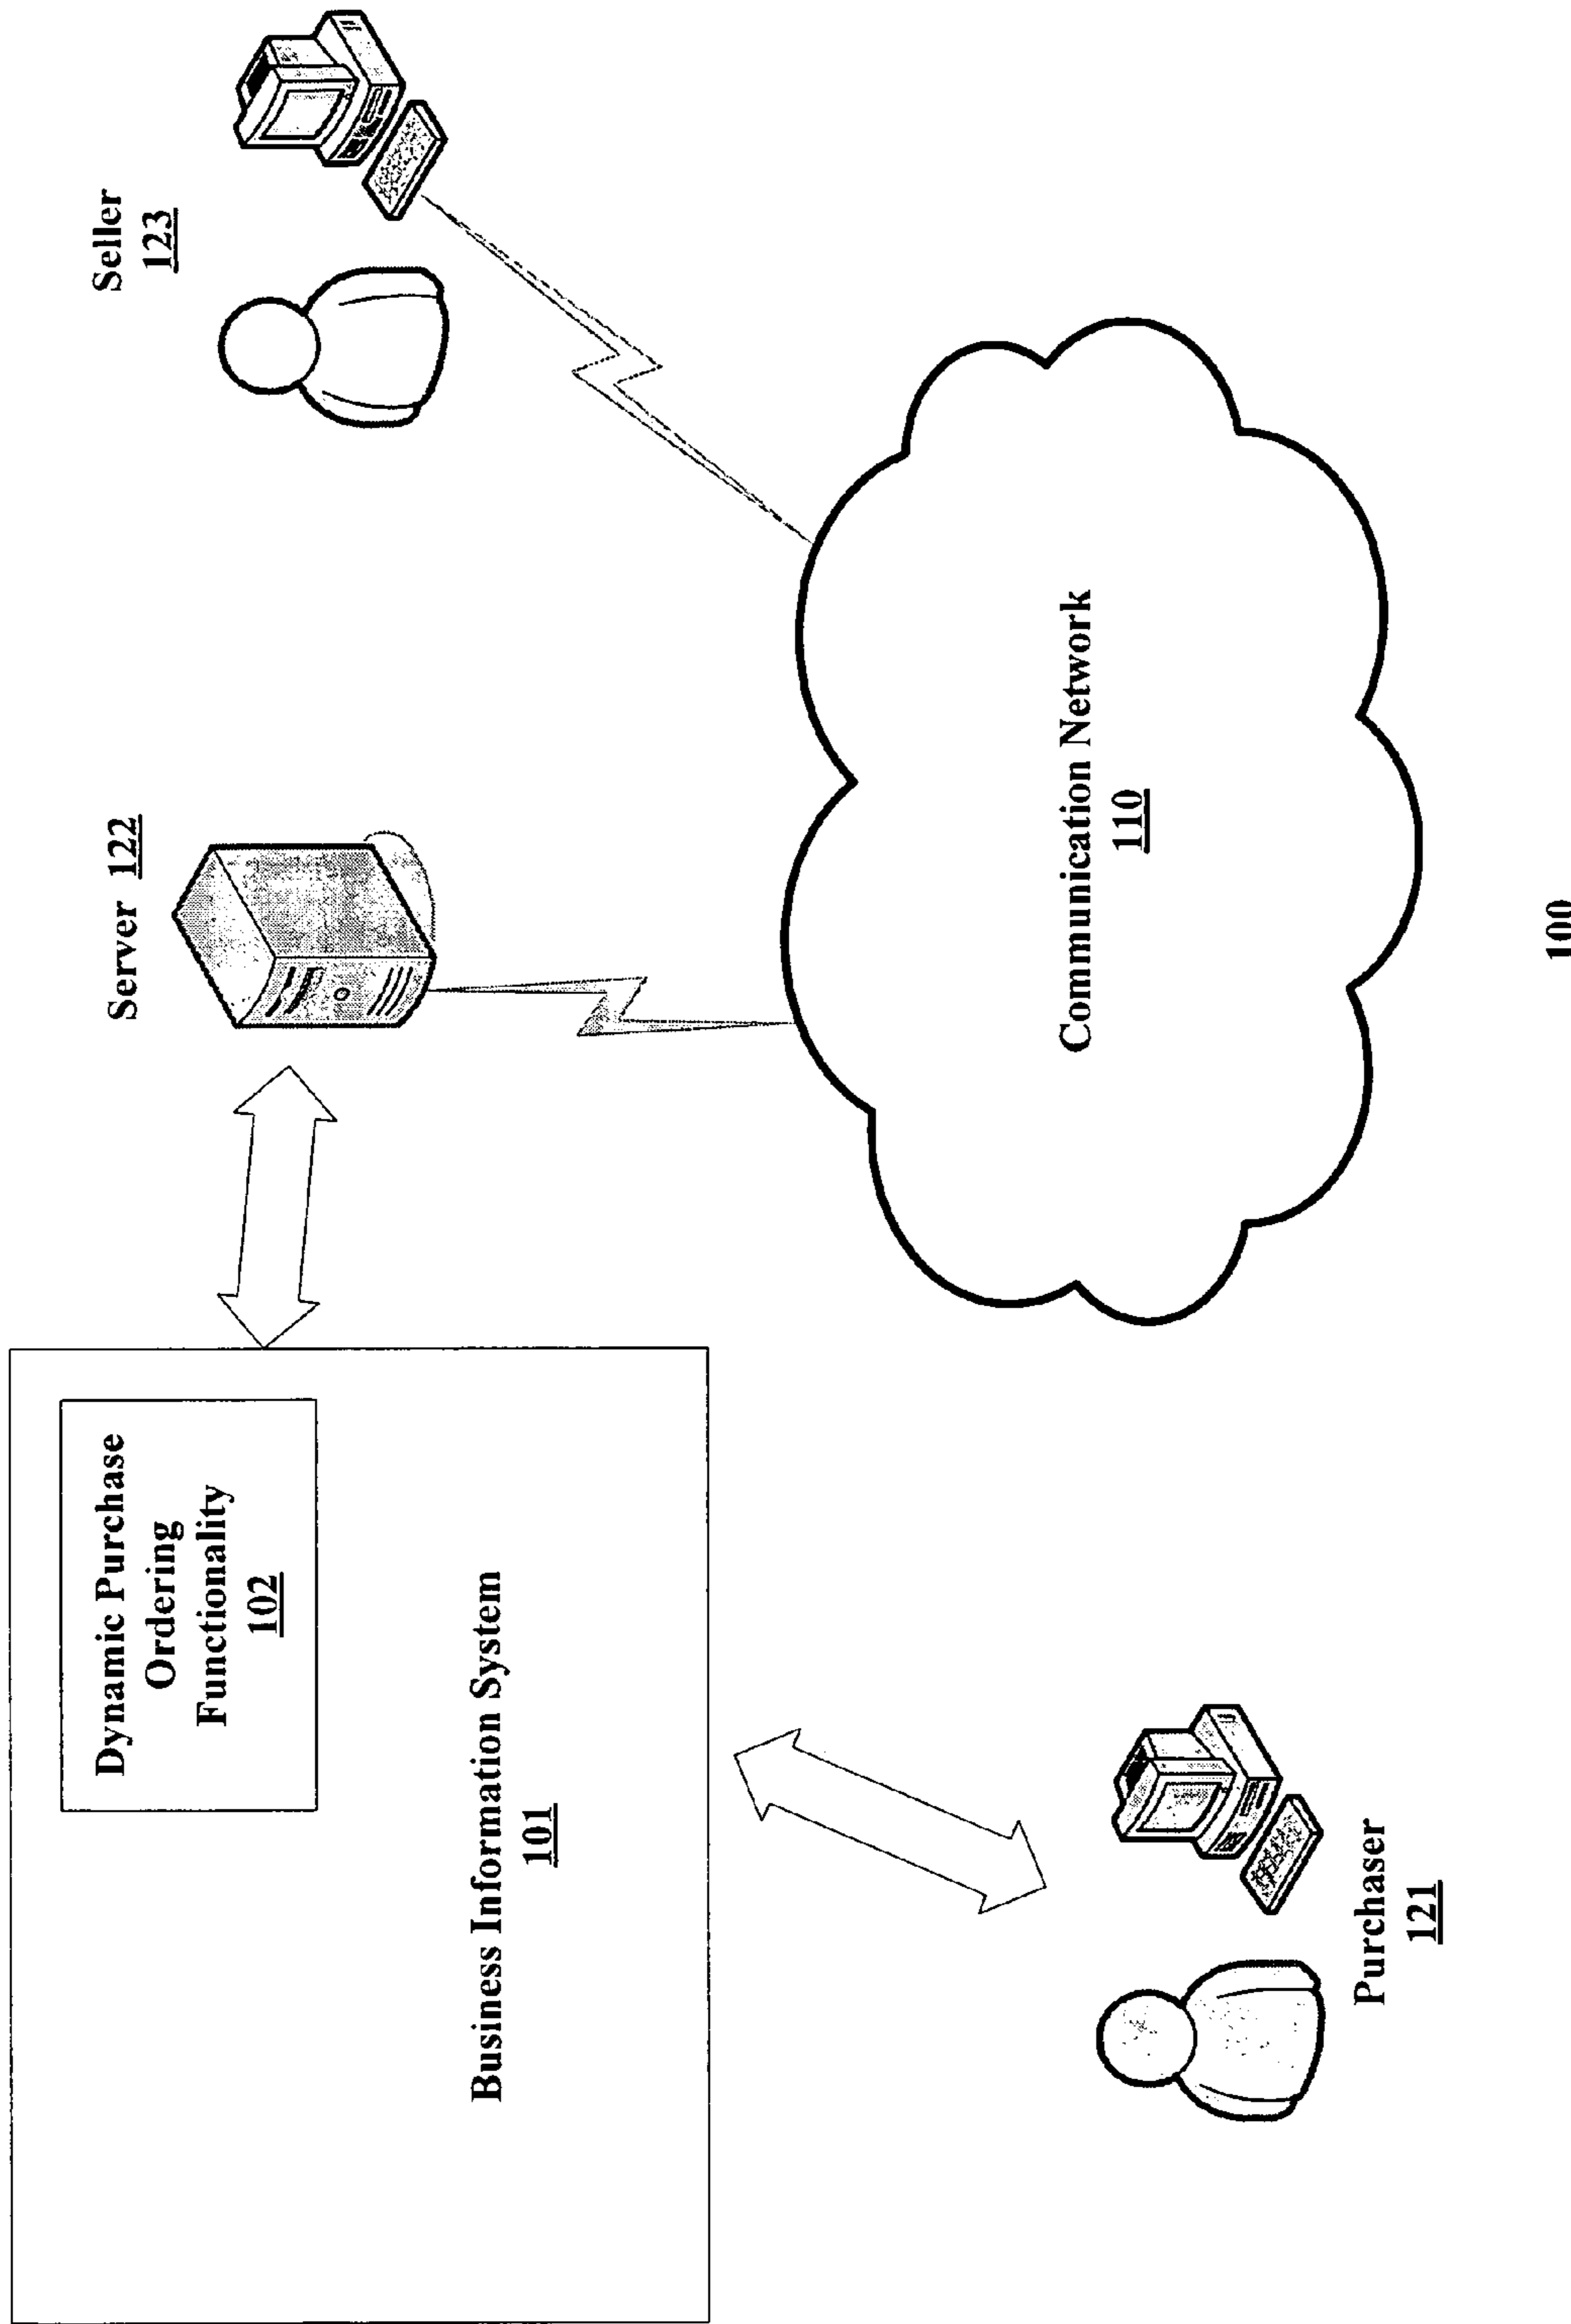 Dynamic Purchase
Ordering
Functionality
102
Business Information System
101
Server 122
Seller
123
Purchaser
121
Communication Network
110
100